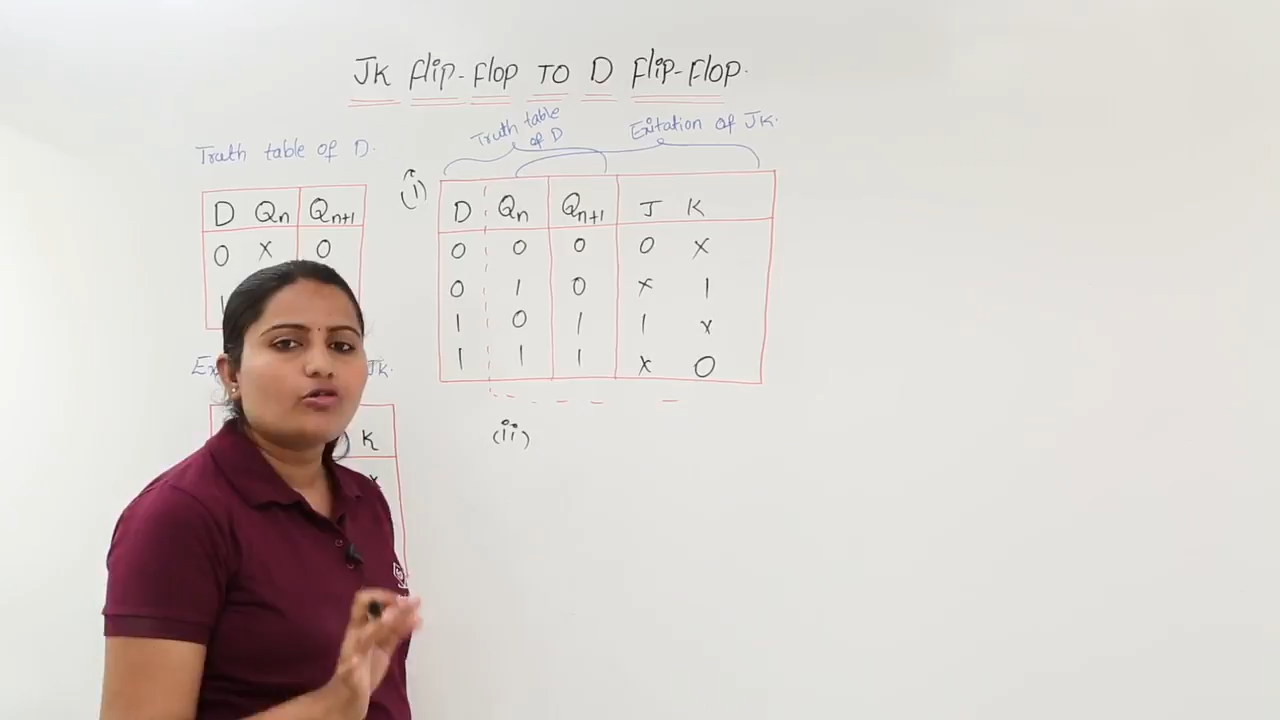 JK flip-flop TO D flip-flop.
Truth table of D.
D Qn Qn+1
0 x 0
1
JK.
K
x
Truth table of D
Exitation of JK.
(i)
D Qn Qn+1 J K
0 0 0 0 x
0 1 0 x 1
1 0 1 1 x
1 1 1 x 0
(ii)